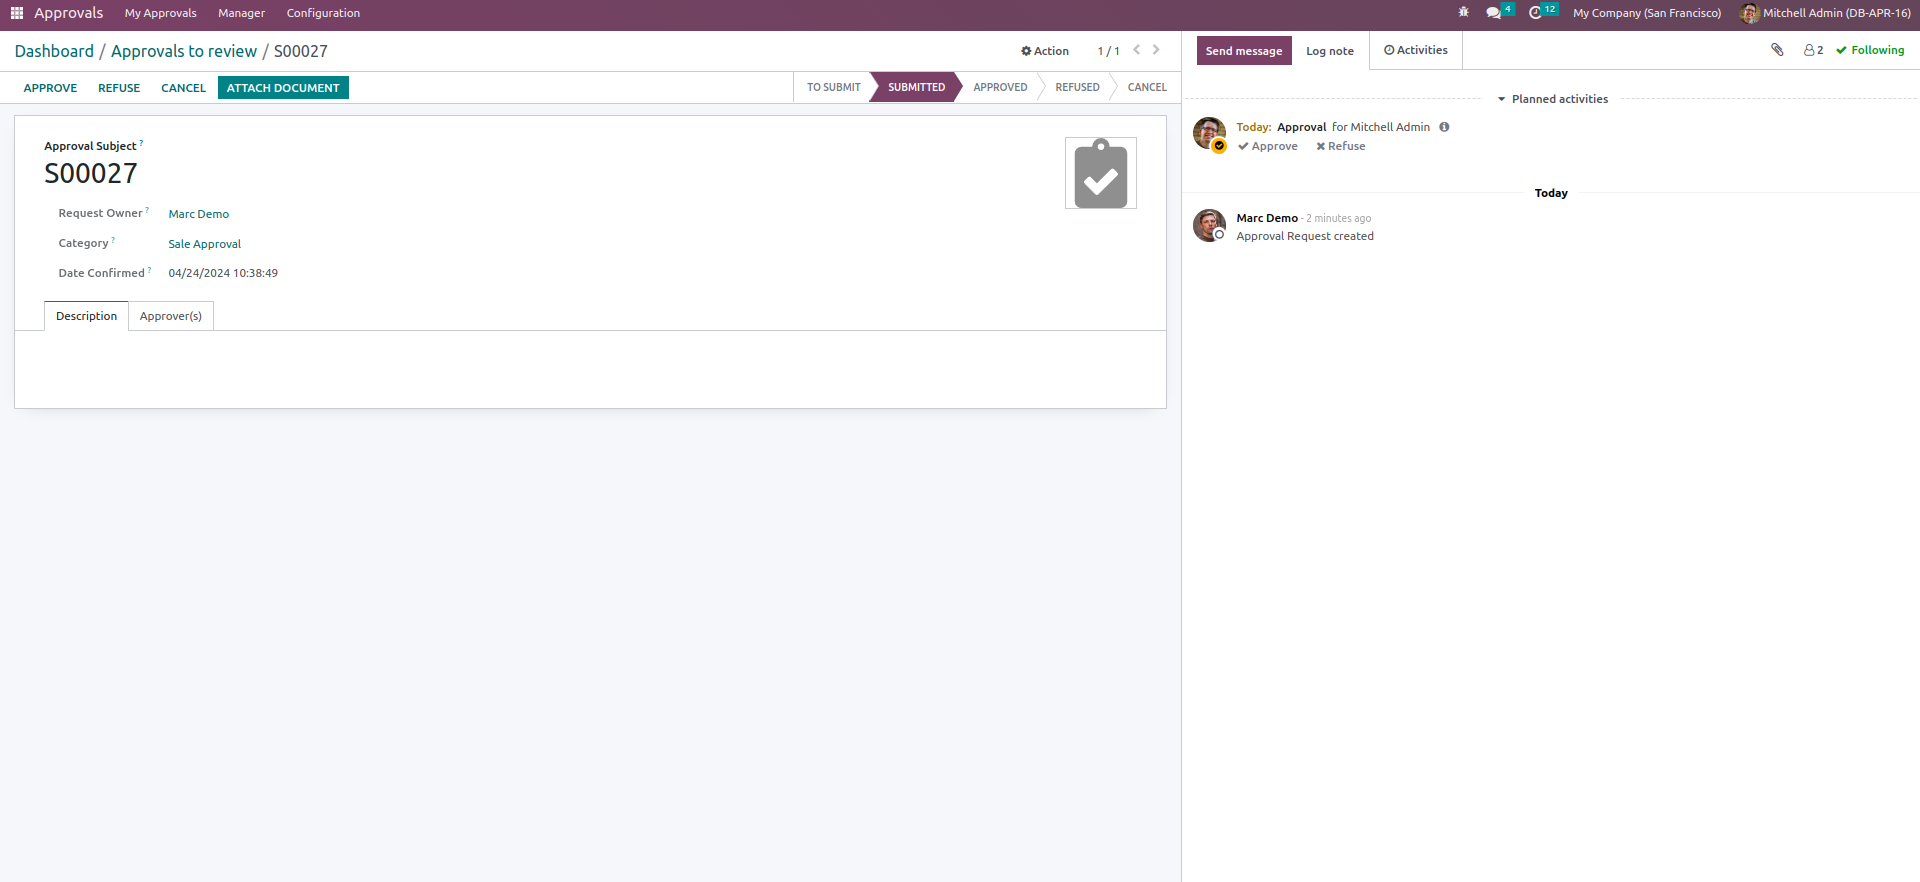 Approvals My Approvals Manager Configuration 4 12 My Company (San Francisco) Mitchell Admin (DB-APR-16)
Dashboard / Approvals to review / S00027 Action 1 / 1
APPROVE REFUSE CANCEL ATTACH DOCUMENT TO SUBMIT SUBMITTED APPROVED REFUSED CANCEL
Approval Subject ?
S00027
Request Owner ? Marc Demo
Category ? Sale Approval
Date Confirmed ? 04/24/2024 10:38:49
Description Approver(s)
Send message Log note Activities 2 Following
Planned activities
Today: Approval for Mitchell Admin
Approve Refuse
Today
Marc Demo - 2 minutes ago
Approval Request created